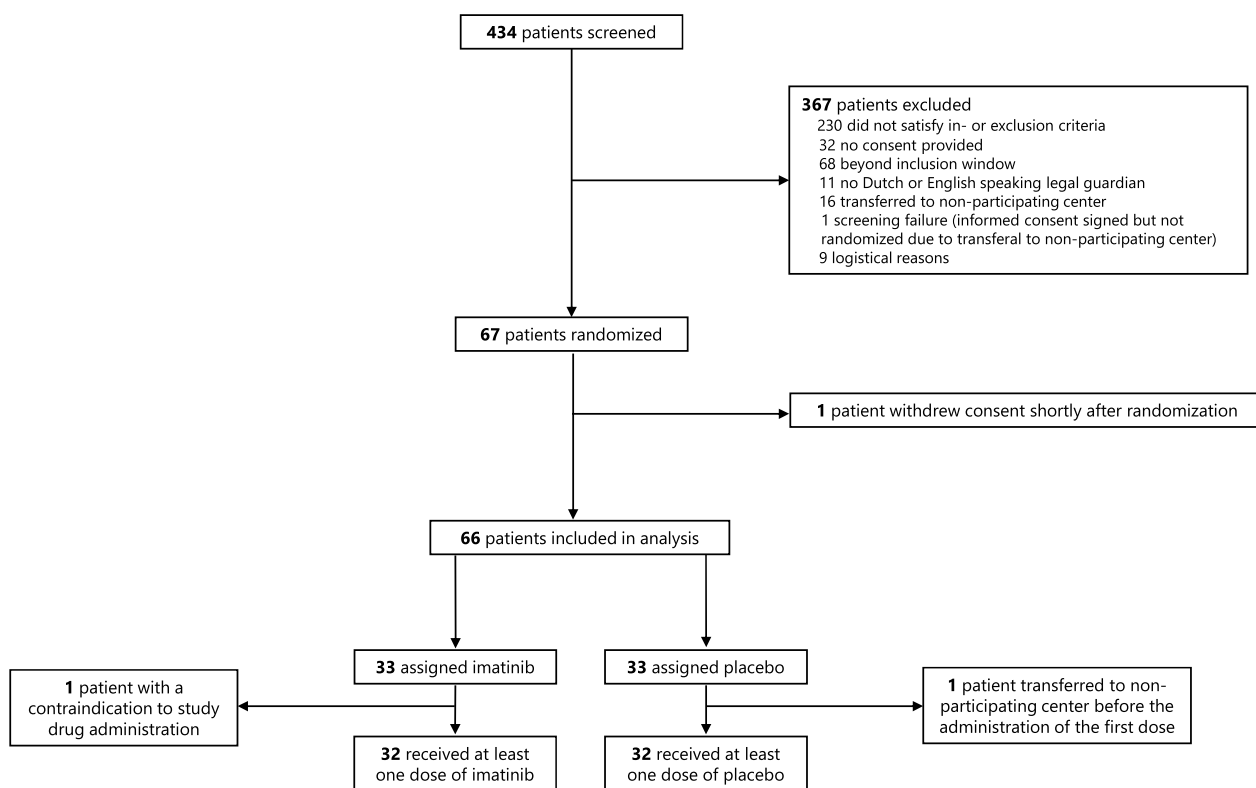 434 patients screened
367 patients excluded
230 did not satisfy in- or exclusion criteria
32 no consent provided
68 beyond inclusion window
11 no Dutch or English speaking legal guardian
16 transferred to non-participating center
1 screening failure (informed consent signed but not
randomized due to transferal to non-participating center)
9 logistical reasons
67 patients randomized
1 patient withdrew consent shortly after randomization
66 patients included in analysis
33 assigned imatinib
33 assigned placebo
1 patient with a
contraindication to study
drug administration
1 patient transferred to non-
participating center before the
administration of the first dose
32 received at least
one dose of imatinib
32 received at least
one dose of placebo